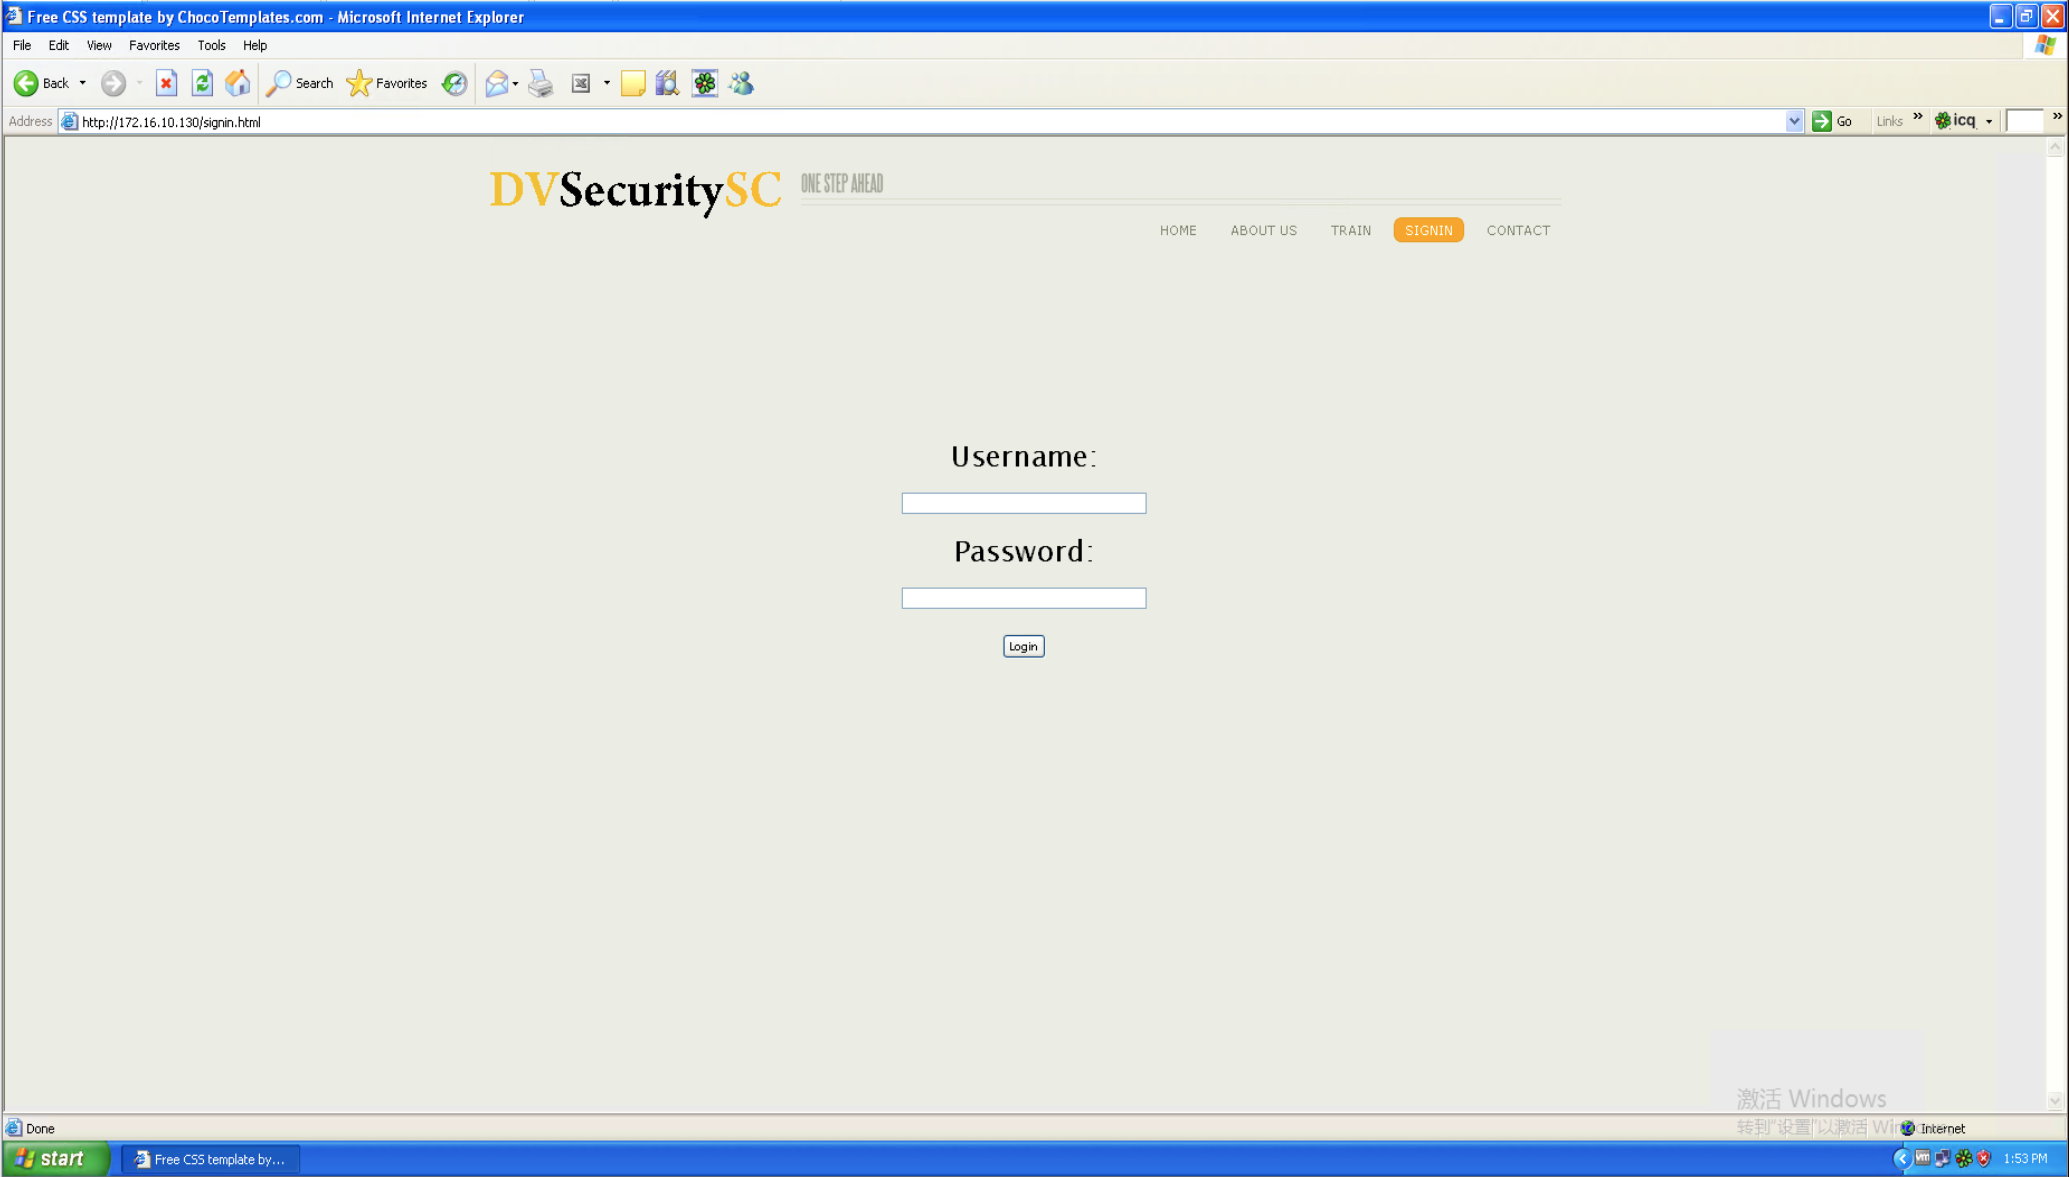 Free CSS template by ChocoTemplates.com - Microsoft Internet Explorer
File Edit View Favorites Tools Help
Back Search Favorites
Address http://172.16.10.130/signin.html Go Links » icq »
DVSecuritySC ONE STEP AHEAD
HOME ABOUT US TRAIN SIGNIN CONTACT
Username:
Password:
Login
激活 Windows
转到"设置"以激活 Win
Done Internet
start Free CSS template by... 1:53 PM